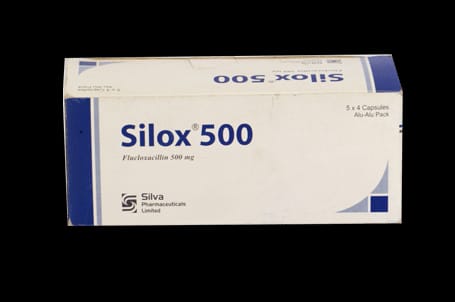 Silox® 500
5 x 4 Capsules
Alu-Alu Pack
Silox® 500
Flucloxacillin 500 mg
Silva
Pharmaceuticals
Limited